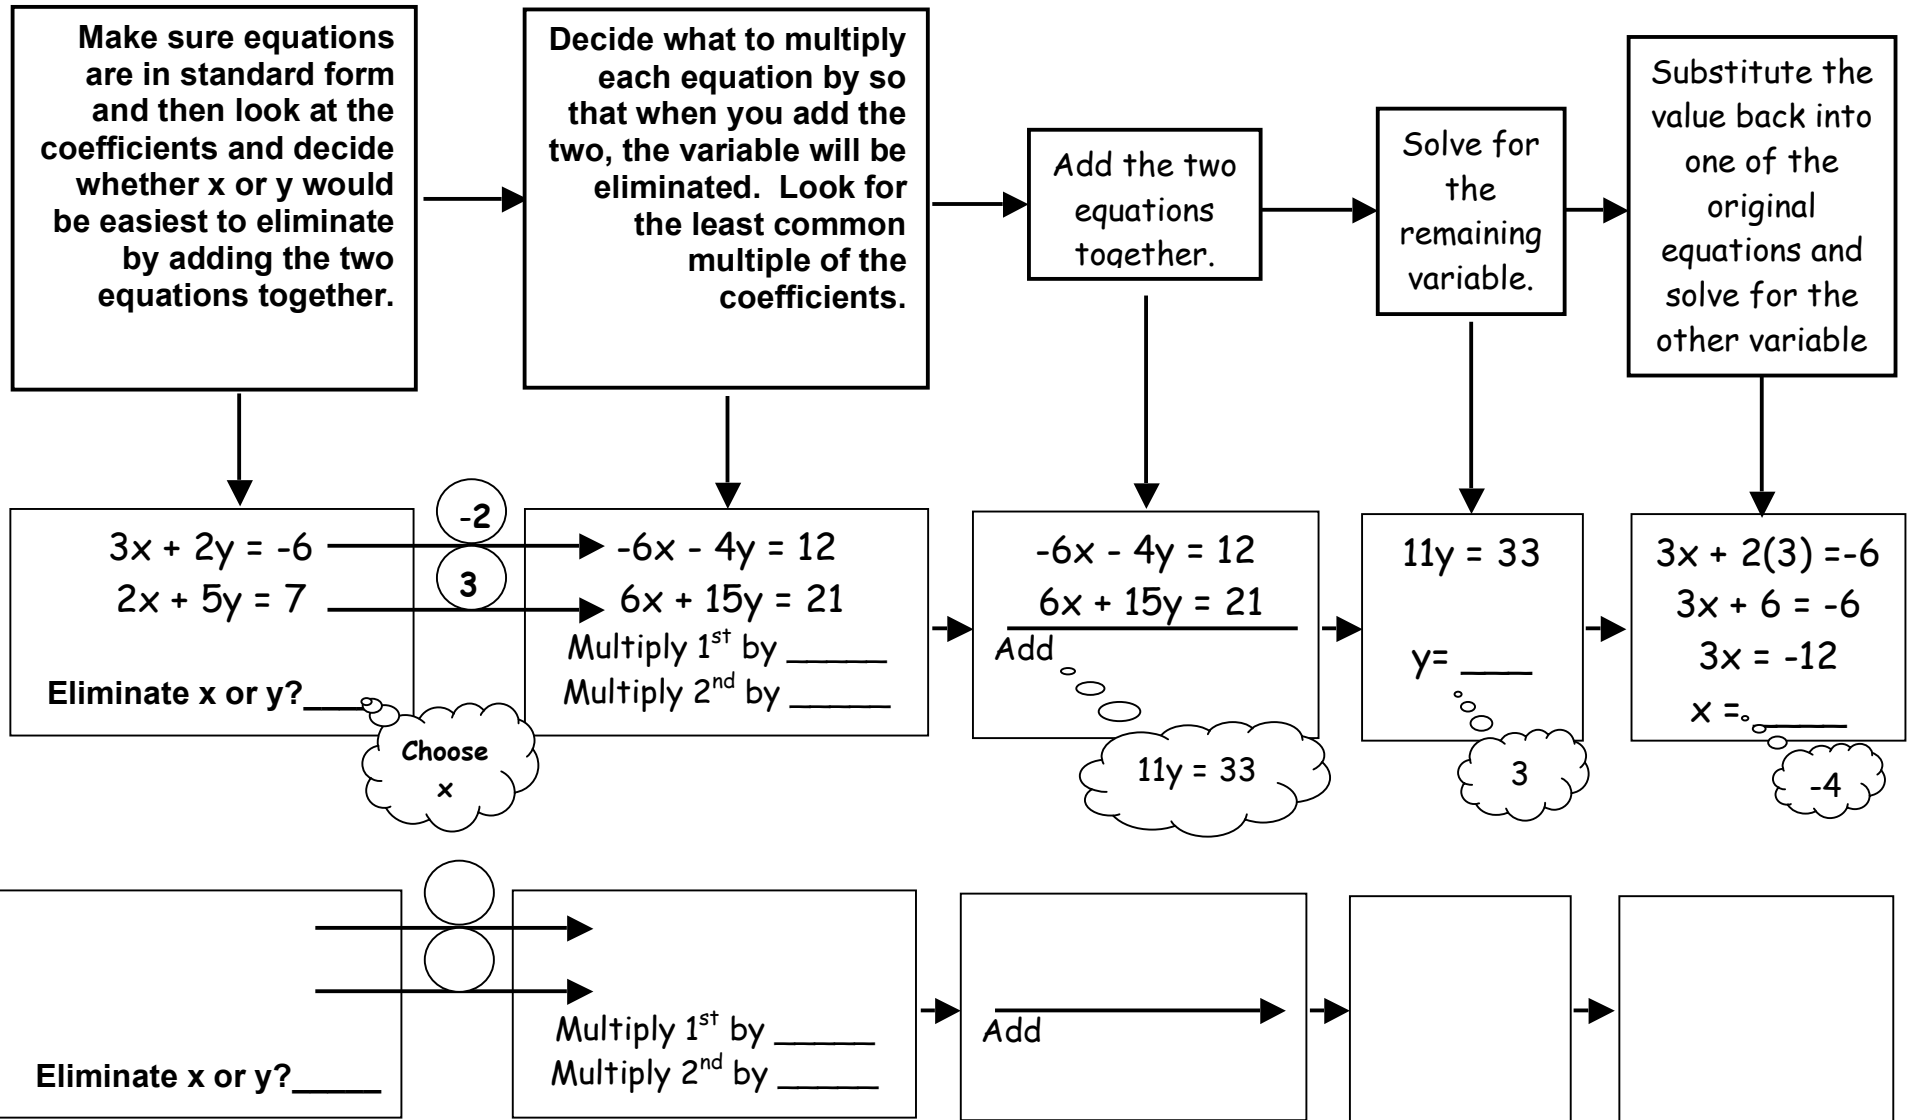 Make sure equations
are in standard form
and then look at the
coefficients and decide
whether x or y would
be easiest to eliminate
by adding the two
equations together.
Decide what to multiply
each equation by so
that when you add the
two, the variable will be
eliminated. Look for
the least common
multiple of the
coefficients.
Add the two
equations
together.
Solve for
the
remaining
variable.
Substitute the
value back into
one of the
original
equations and
solve for the
other variable
3x + 2y = -6
2x + 5y = 7
Eliminate x or y?____
Choose
x
-2
3
-6x - 4y = 12
6x + 15y = 21
Multiply 1st by _____
Multiply 2nd by _____
-6x - 4y = 12
6x + 15y = 21
Add
11y = 33
11y = 33
y= ____
3
3x + 2(3) =-6
3x + 6 = -6
3x = -12
x = _____
-4
Eliminate x or y?_____
Multiply 1st by _____
Multiply 2nd by _____
Add